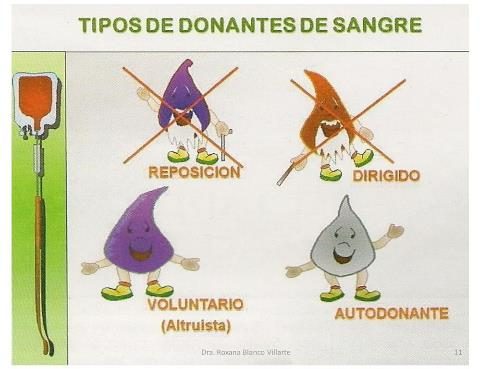 TIPOS DE DONANTES DE SANGRE
REPOSICION
DIRIGIDO
VOLUNTARIO
(Altruista)
AUTODONANTE
Dra. Roxana Blanco Villarte
11